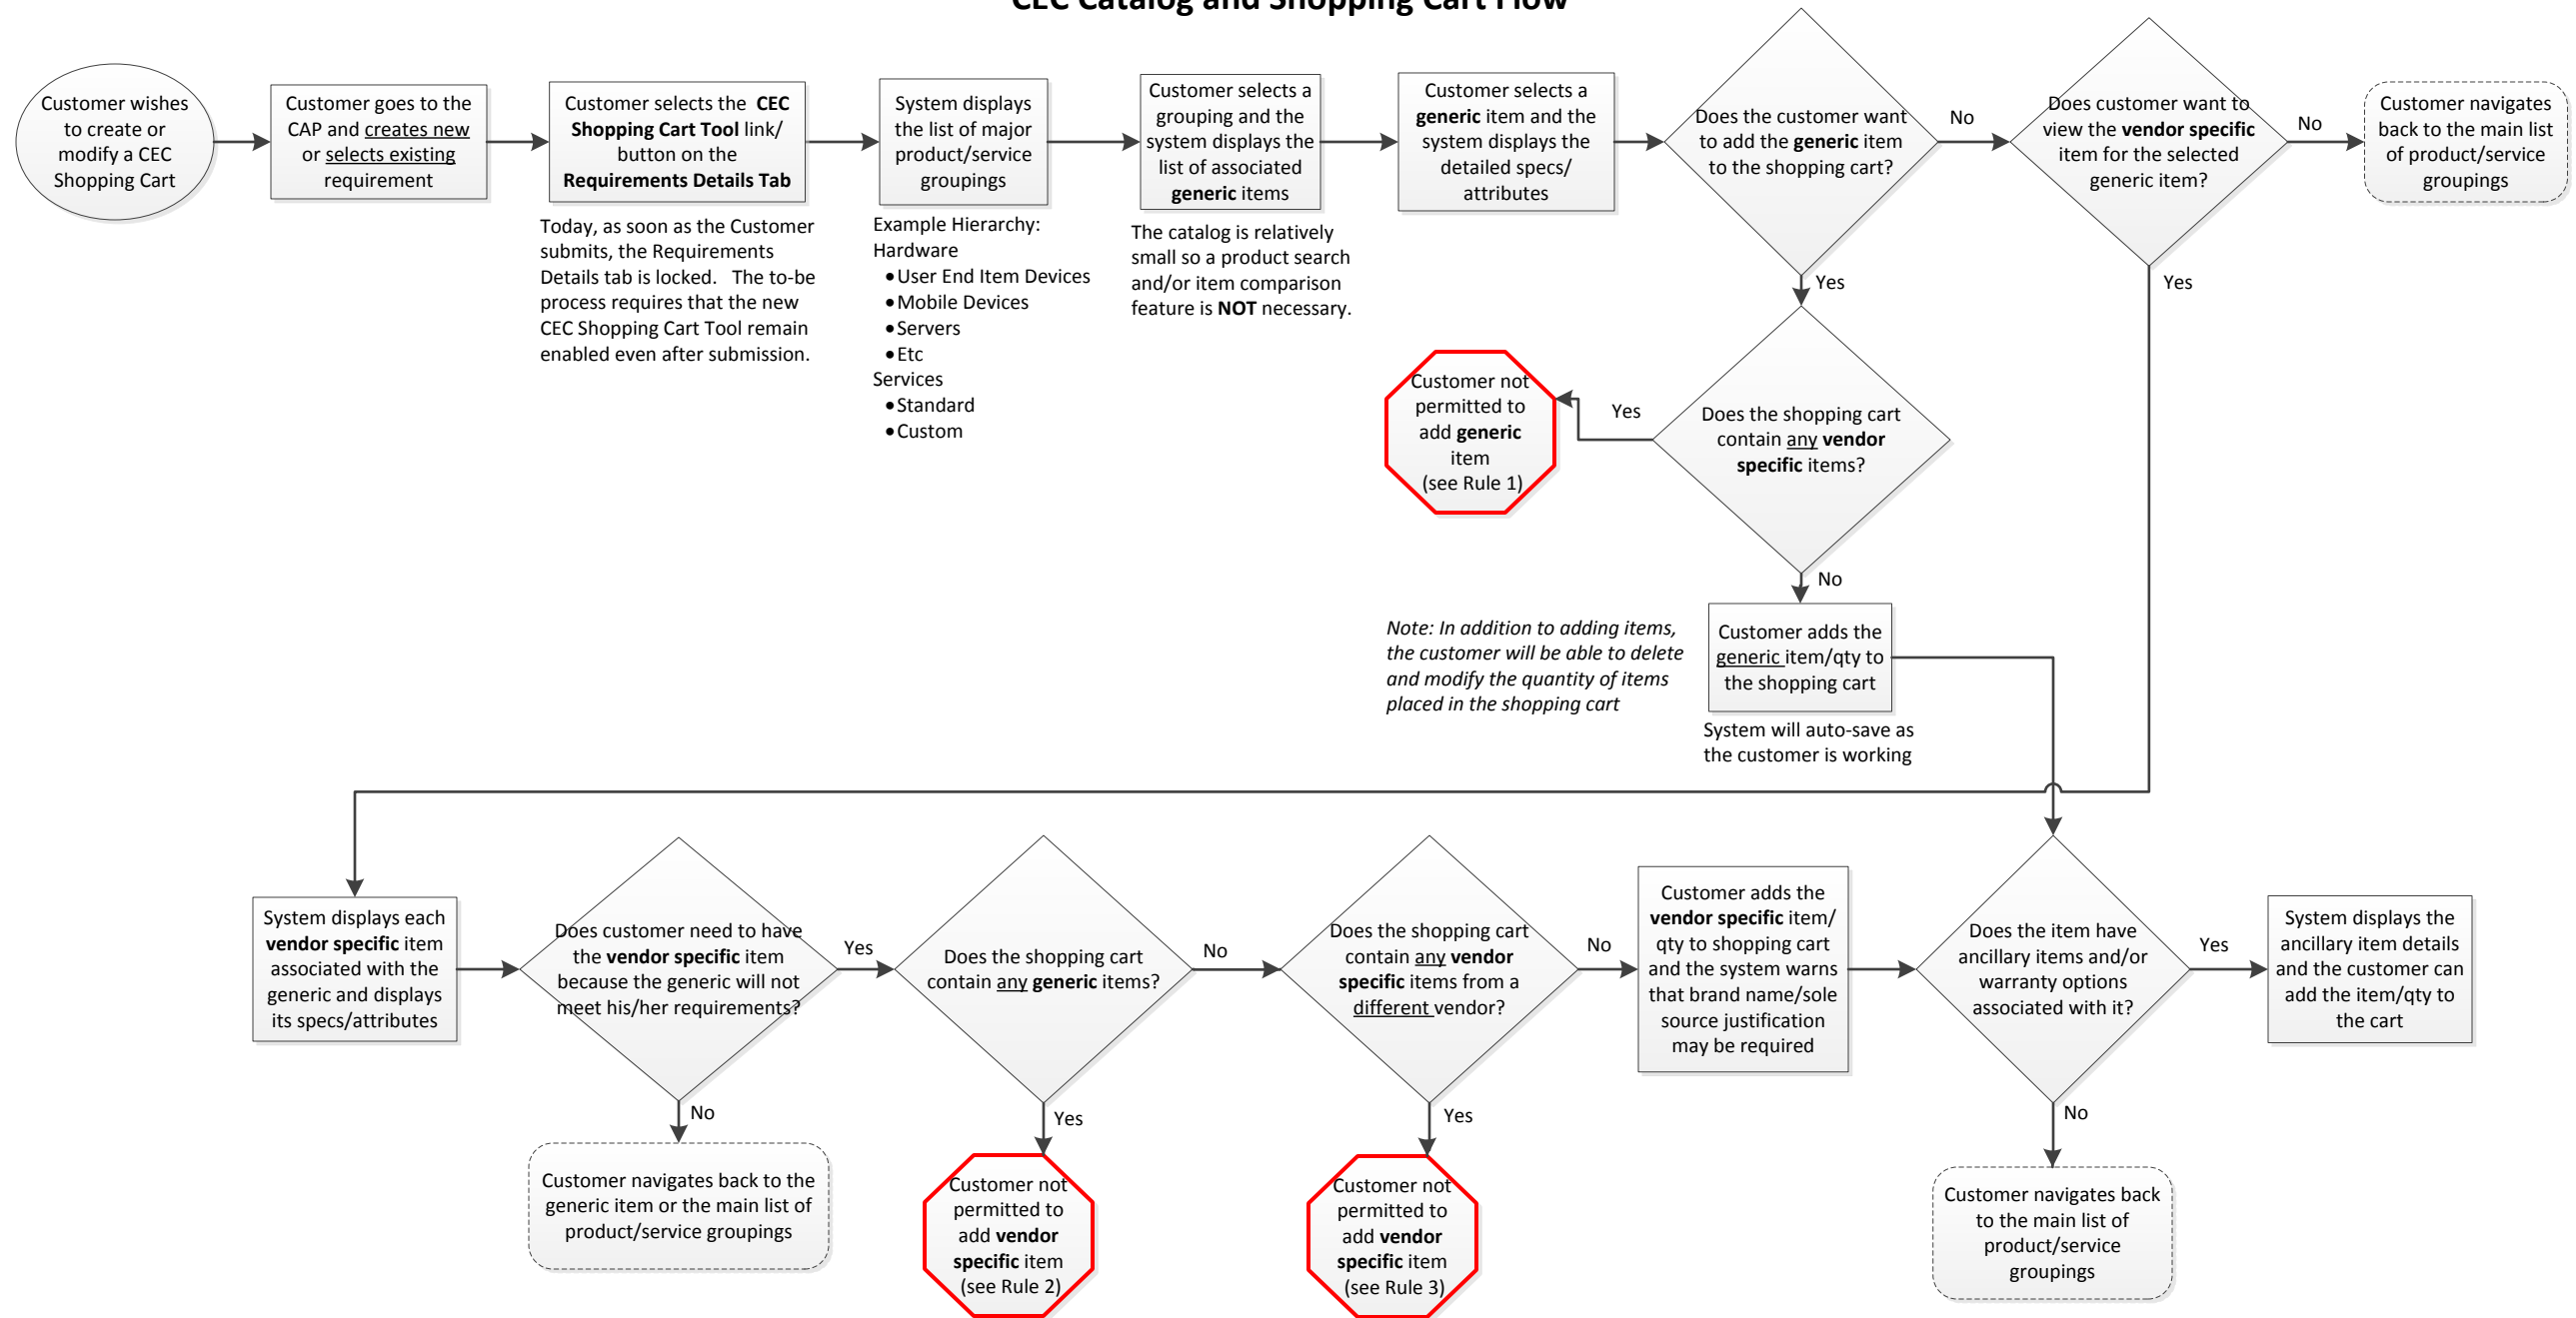 CEC Catalog and Shopping Cart Flow
Customer wishes
to create or
modify a CEC
Shopping Cart
Customer goes to the
CAP and creates new
or selects existing
requirement
Customer selects the CEC
Shopping Cart Tool link/
button on the
Requirements Details Tab
Today, as soon as the Customer
submits, the Requirements
Details tab is locked. The to-be
process requires that the new
CEC Shopping Cart Tool remain
enabled even after submission.
System displays
the list of major
product/service
groupings
Example Hierarchy:
Hardware
•User End Item Devices
•Mobile Devices
•Servers
•Etc
Services
•Standard
•Custom
Customer selects a
grouping and the
system displays the
list of associated
generic items
The catalog is relatively
small so a product search
and/or item comparison
feature is NOT necessary.
Customer selects a
generic item and the
system displays the
detailed specs/
attributes
Does the customer want
to add the generic item
to the shopping cart?
No
Does customer want to
view the vendor specific
item for the selected
generic item?
No
Customer navigates
back to the main list
of product/service
groupings
Yes
Yes
Does the shopping cart
contain any vendor
specific items?
Yes
Customer not
permitted to
add generic
item
(see Rule 1)
No
Note: In addition to adding items,
the customer will be able to delete
and modify the quantity of items
placed in the shopping cart
Customer adds the
generic item/qty to
the shopping cart
System will auto-save as
the customer is working
System displays each
vendor specific item
associated with the
generic and displays
its specs/attributes
Does customer need to have
the vendor specific item
because the generic will not
meet his/her requirements?
Yes
No
Customer navigates back to the
generic item or the main list of
product/service groupings
Does the shopping cart
contain any generic items?
No
Yes
Customer not
permitted to
add vendor
specific item
(see Rule 2)
Does the shopping cart
contain any vendor
specific items from a
different vendor?
No
Yes
Customer not
permitted to
add vendor
specific item
(see Rule 3)
Customer adds the
vendor specific item/
qty to shopping cart
and the system warns
that brand name/sole
source justification
may be required
Does the item have
ancillary items and/or
warranty options
associated with it?
Yes
No
System displays the
ancillary item details
and the customer can
add the item/qty to
the cart
Customer navigates back
to the main list of
product/service
groupings